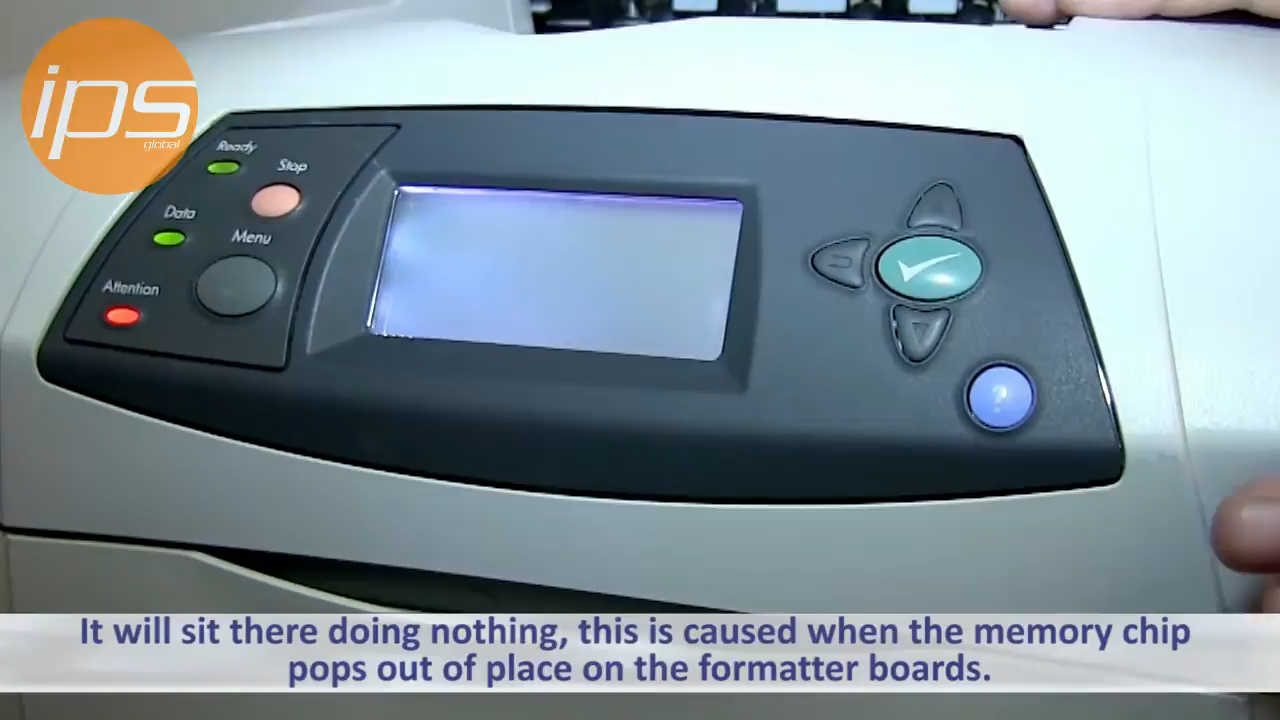 ips
global
Ready
Stop
Data
Menu
Attention
It will sit there doing nothing, this is caused when the memory chip
pops out of place on the formatter boards.